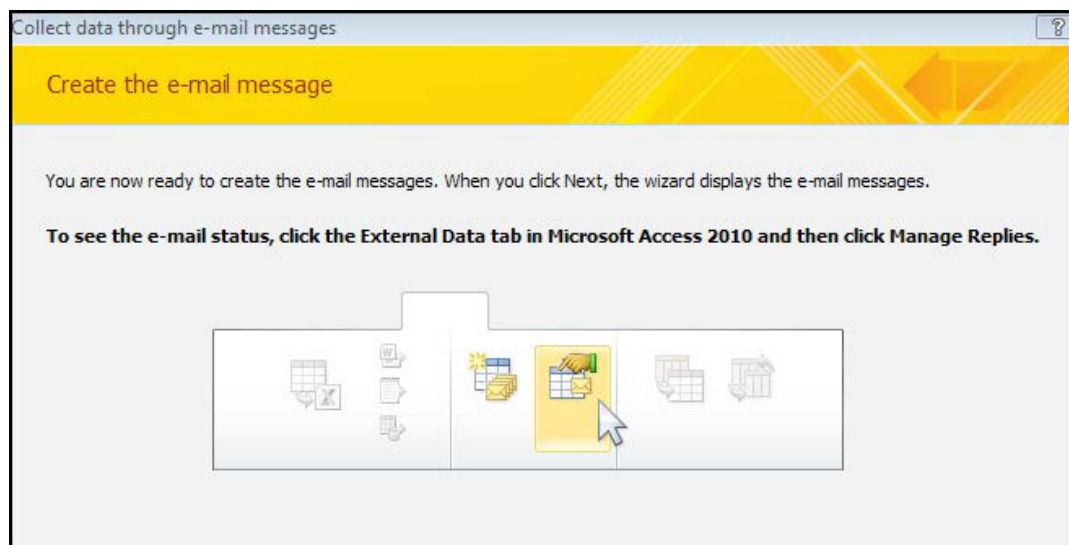 Collect data through e-mail messages
Create the e-mail message
You are now ready to create the e-mail messages. When you click Next, the wizard displays the e-mail messages.
To see the e-mail status, click the External Data tab in Microsoft Access 2010 and then click Manage Replies.